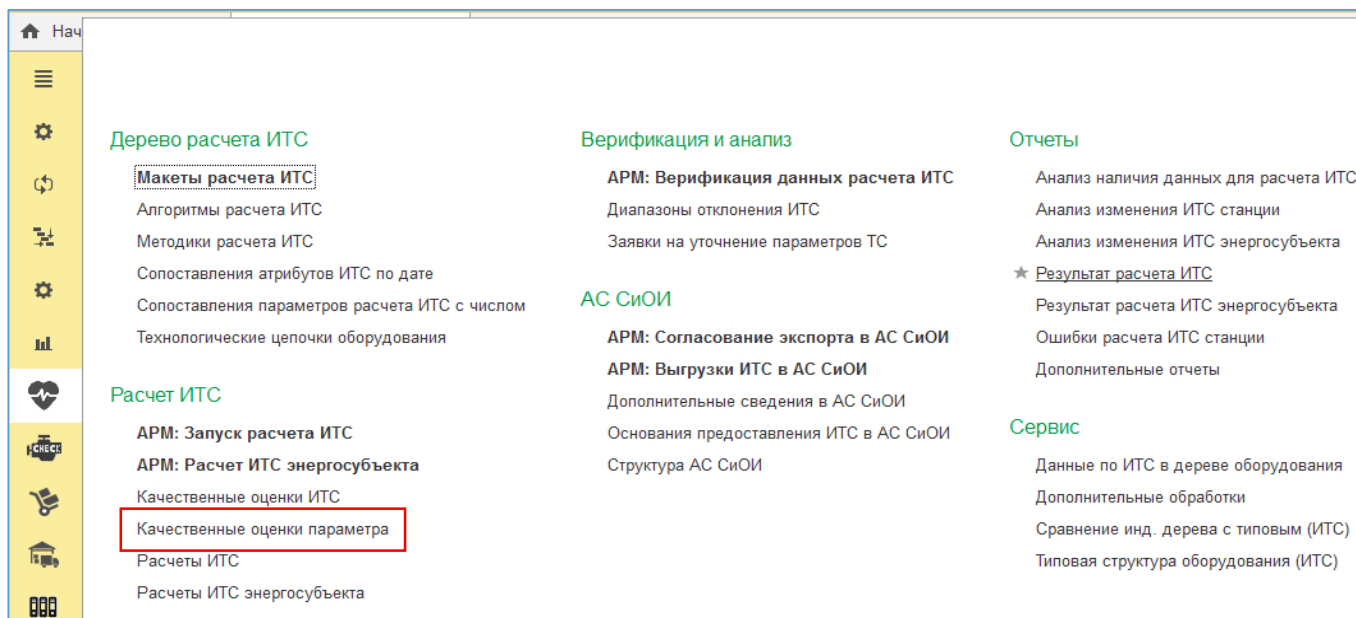 Нач
Дерево расчета ИТС
Макеты расчета ИТС
Алгоритмы расчета ИТС
Методики расчета ИТС
Сопоставления атрибутов ИТС по дате
Сопоставления параметров расчета ИТС с числом
Технологические цепочки оборудования
Расчет ИТС
АРМ: Запуск расчета ИТС
АРМ: Расчет ИТС энергосубъекта
Качественные оценки ИТС
Качественные оценки параметра
Расчеты ИТС
Расчеты ИТС энергосубъекта
Верификация и анализ
АРМ: Верификация данных расчета ИТС
Диапазоны отклонения ИТС
Заявки на уточнение параметров ТС
АС СиОИ
АРМ: Согласование экспорта в АС СиОИ
АРМ: Выгрузки ИТС в АС СиОИ
Дополнительные сведения в АС СиОИ
Основания предоставления ИТС в АС СиОИ
Структура АС СиОИ
Отчеты
Анализ наличия данных для расчета ИТС
Анализ изменения ИТС станции
Анализ изменения ИТС энергосубъекта
Результат расчета ИТС
Результат расчета ИТС энергосубъекта
Ошибки расчета ИТС станции
Дополнительные отчеты
Сервис
Данные по ИТС в дереве оборудования
Дополнительные обработки
Сравнение инд. дерева с типовым (ИТС)
Типовая структура оборудования (ИТС)
CHECK